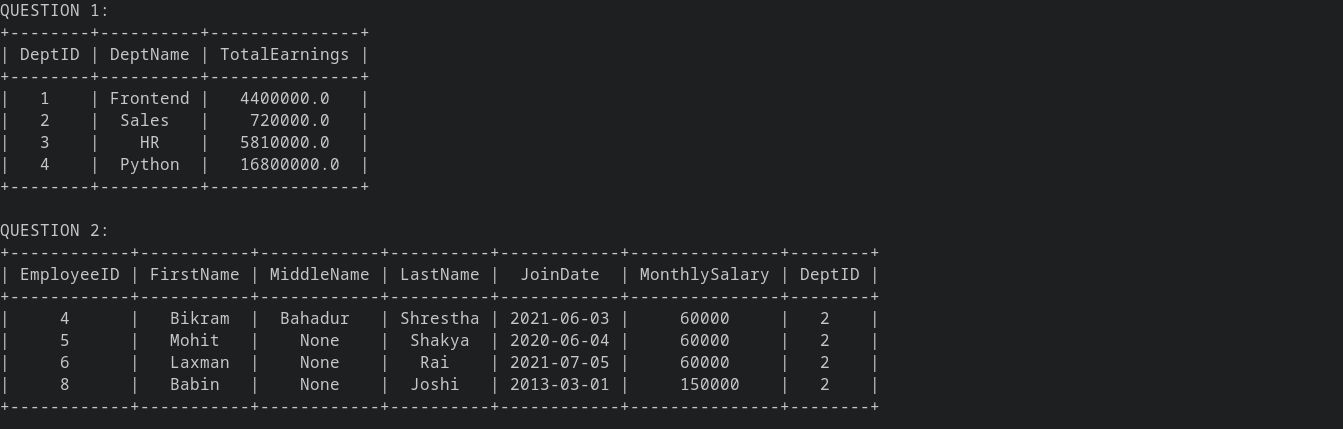 QUESTION 1:
+--------+----------+---------------+
| DeptID | DeptName | TotalEarnings |
+--------+----------+---------------+
|   1    | Frontend |   4400000.0   |
|   2    |  Sales   |    720000.0   |
|   3    |    HR    |   5810000.0   |
|   4    |  Python  |   16800000.0  |
+--------+----------+---------------+

QUESTION 2:
+------------+-----------+------------+----------+------------+---------------+--------+
| EmployeeID | FirstName | MiddleName | LastName |  JoinDate  | MonthlySalary | DeptID |
+------------+-----------+------------+----------+------------+---------------+--------+
|     4      |   Bikram  |  Bahadur   | Shrestha | 2021-06-03 |     60000     |   2    |
|     5      |   Mohit   |    None    |  Shakya  | 2020-06-04 |     60000     |   2    |
|     6      |   Laxman  |    None    |   Rai    | 2021-07-05 |     60000     |   2    |
|     8      |   Babin   |    None    |  Joshi   | 2013-03-01 |     150000    |   2    |
+------------+-----------+------------+----------+------------+---------------+--------+